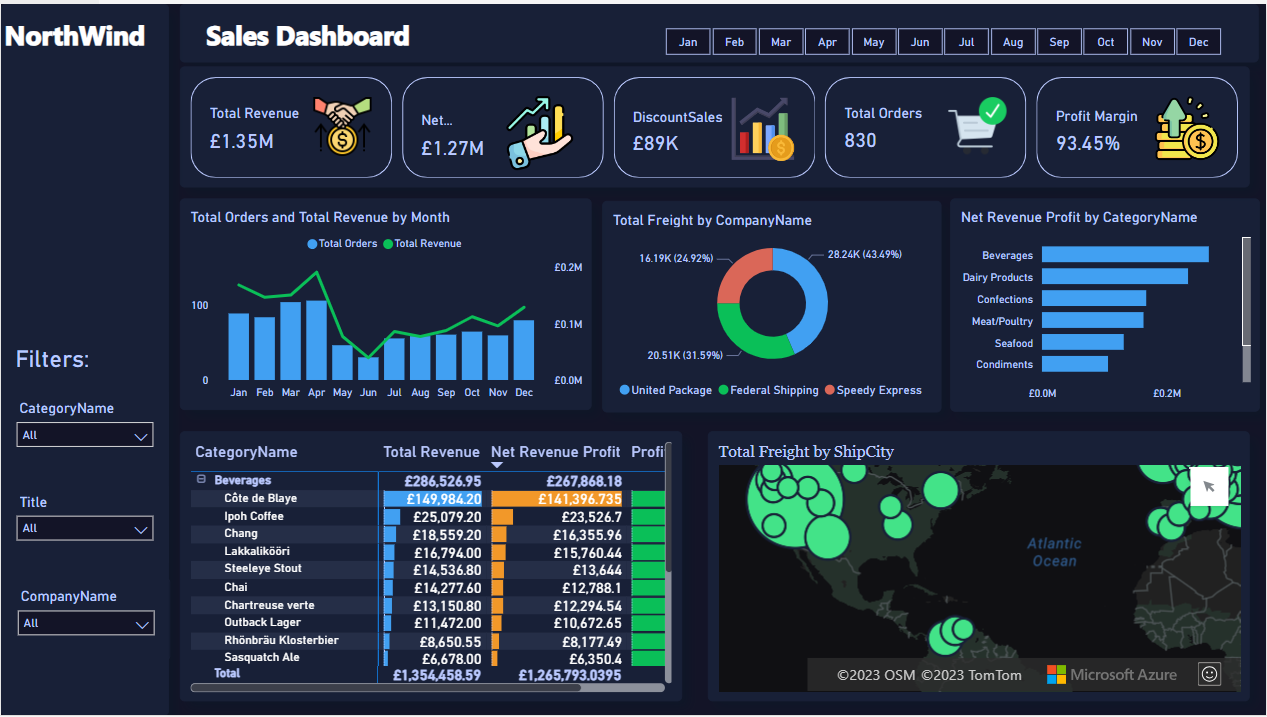 NorthWind
Sales Dashboard
Jan Feb Mar Apr May Jun Jul Aug Sep Oct Nov Dec
Total Revenue
£1.35M
Net...
£1.27M
DiscountSales
£89K
Total Orders
830
Profit Margin
93.45%
Total Orders and Total Revenue by Month
Total Orders Total Revenue
£0.2M
100
£0.1M
0
£0.0M
Jan Feb Mar Apr May Jun Jul Aug Sep Oct Nov Dec
Total Freight by CompanyName
16.19K (24.92%)
28.24K (43.49%)
20.51K (31.59%)
United Package Federal Shipping Speedy Express
Net Revenue Profit by CategoryName
Beverages
Dairy Products
Confections
Meat/Poultry
Seafood
Condiments
£0.0M £0.2M
Filters:
CategoryName
All
Title
All
CompanyName
All
CategoryName Total Revenue Net Revenue Profit Profi
Beverages £286,526.95 £267,868.18
Côte de Blaye £149,984.20 £141,396.735
Ipoh Coffee £25,079.20 £23,526.7
Chang £18,559.20 £16,355.96
Lakkalikööri £16,794.00 £15,760.44
Steeleye Stout £14,536.80 £13,644
Chai £14,277.60 £12,788.1
Chartreuse verte £13,150.80 £12,294.54
Outback Lager £11,472.00 £10,672.65
Rhönbräu Klosterbier £8,650.55 £8,177.49
Sasquatch Ale £6,678.00 £6,350.4
Total £1,354,458.59 £1,265,793.0395
Total Freight by ShipCity
Atlantic
Ocean
©2023 OSM ©2023 TomTom
Microsoft Azure